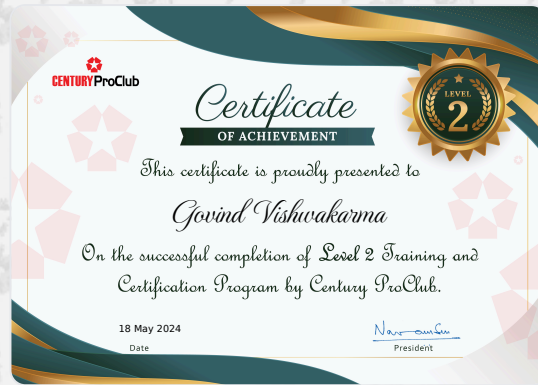 CENTURY ProClub
LEVEL
2
Certificate
OF ACHIEVEMENT
This certificate is proudly presented to
Govind Vishwakarma
On the successful completion of Level 2 Training and
Certification Program by Century ProClub.
18 May 2024
Date
President